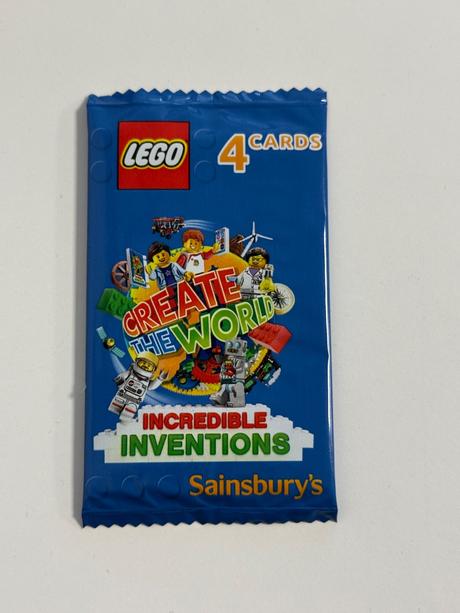 LEGO
4 CARDS
CREATE
THE WORLD
INCREDIBLE
INVENTIONS
Sainsbury's